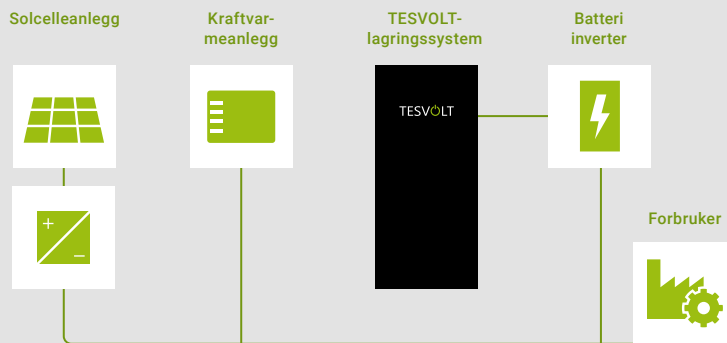 Solcelleanlegg
Kraftvar-
meanlegg
TESVOLT-
lagringssystem
Batteri
inverter
TESVOLT
+
–
Forbruker